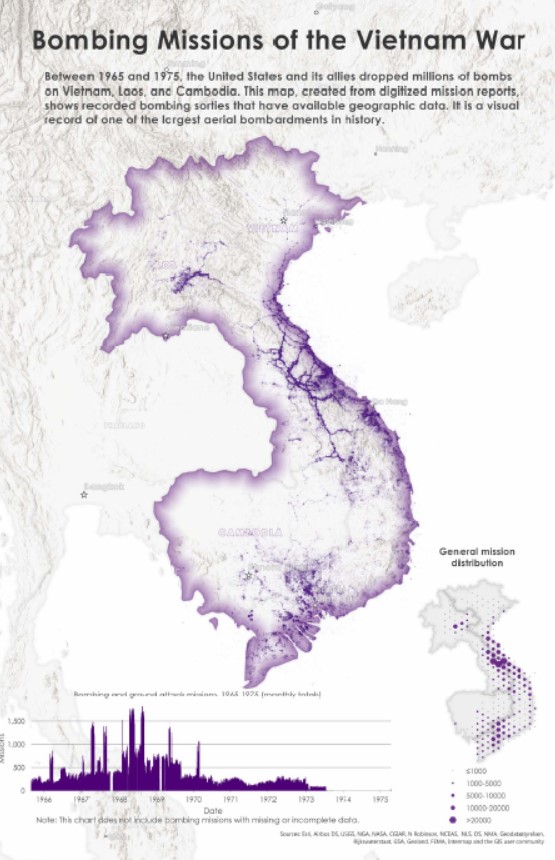 Bombing Missions of the Vietnam War
Between 1965 and 1975, the United States and its allies dropped millions of bombs
on Vietnam, Laos, and Cambodia. This map, created from digitized mission reports,
shows recorded bombing sorties that have available geographic data. It is a visual
record of one of the largest aerial bombardments in history.
Nanning
VIETNAM
LAOS
Da Nang
THAILAND
Bangkok
CAMBODIA
General mission
distribution
≤1000
1000-5000
5000-10000
10000-20000
>20000
Bombing and ground attack missions, 1965-1975 (monthly totals)
Missions
1,500
1,000
500
0
1966 1967 1968 1969 1970 1971 1972 1973 1974 1975
Date
Note: This chart does not include bombing missions with missing or incomplete data.
Sources: Esri, Airbus DS, USGS, NGA, NASA, CGIAR, N Robinson, NCEAS, NLS, OS, NMA, Geodatastyrelsen,
Rijkswaterstaat, GSA, Geoland, FEMA, Intermap and the GIS user community